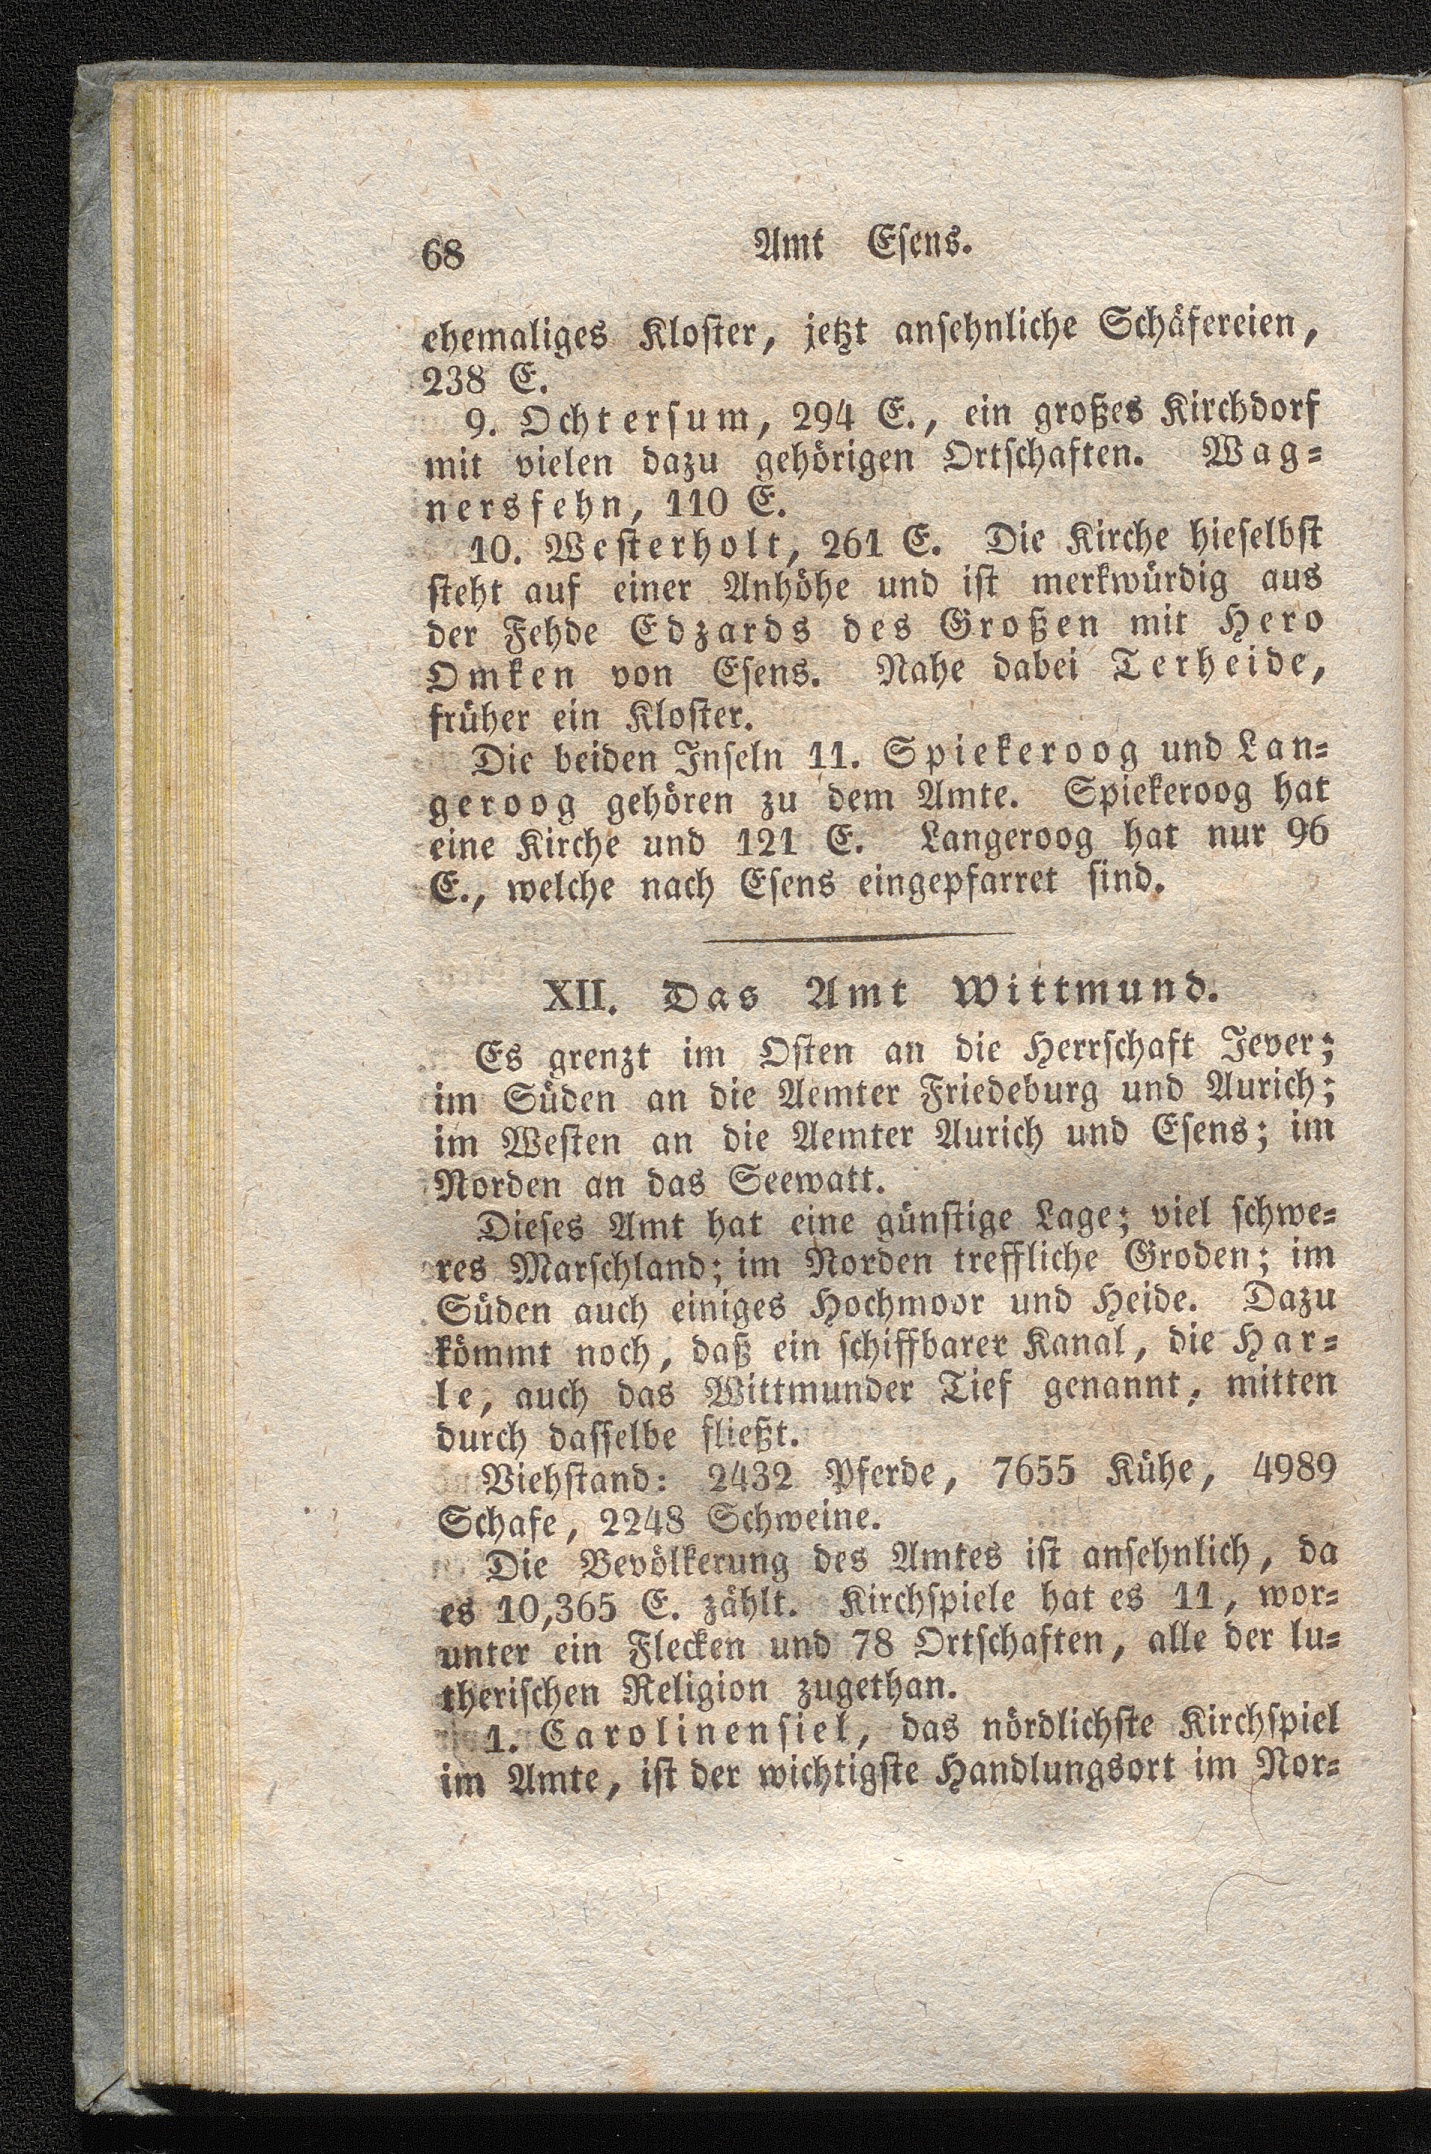 68 Amt Esens.
ehemaliges Kloster, jetzt ansehnliche Schäfereien,
238 E.
9. Ochtersum, 294 E., ein großes Kirchdorf
mit vielen dazu gehörigen Ortschaften. Wag-
nersfehn, 110 E.
10. Westerholt, 261 E. Die Kirche hieselbst
steht auf einer Anhöhe und ist merkwürdig aus
der Fehde Edzards des Großen mit Hero
Omken von Esens. Nahe dabei Terheide,
früher ein Kloster.
Die beiden Inseln 11. Spiekeroog und Lan-
geroog gehören zu dem Amte. Spiekeroog hat
eine Kirche und 121 E. Langeroog hat nur 96
E., welche nach Esens eingepfarret sind.
XII. Das Amt Wittmund.
Es grenzt im Osten an die Herrschaft Jever;
im Süden an die Aemter Friedeburg und Aurich;
im Westen an die Aemter Aurich und Esens; im
Norden an das Seewatt.
Dieses Amt hat eine günstige Lage; viel schwe-
res Marschland; im Norden treffliche Groden; im
Süden auch einiges Hochmoor und Heide. Dazu
kömmt noch, daß ein schiffbarer Kanal, die Har-
le, auch das Wittmunder Tief genannt, mitten
durch dasselbe fließt.
Viehstand: 2432 Pferde, 7655 Kühe, 4989
Schafe, 2248 Schweine.
Die Bevölkerung des Amtes ist ansehnlich, da
es 10,365 E. zählt. Kirchspiele hat es 11, wor-
unter ein Flecken und 78 Ortschaften, alle der lu-
therischen Religion zugethan.
1. Carolinensiel, das nördlichste Kirchspiel
im Amte, ist der wichtigste Handlungsort im Nor-